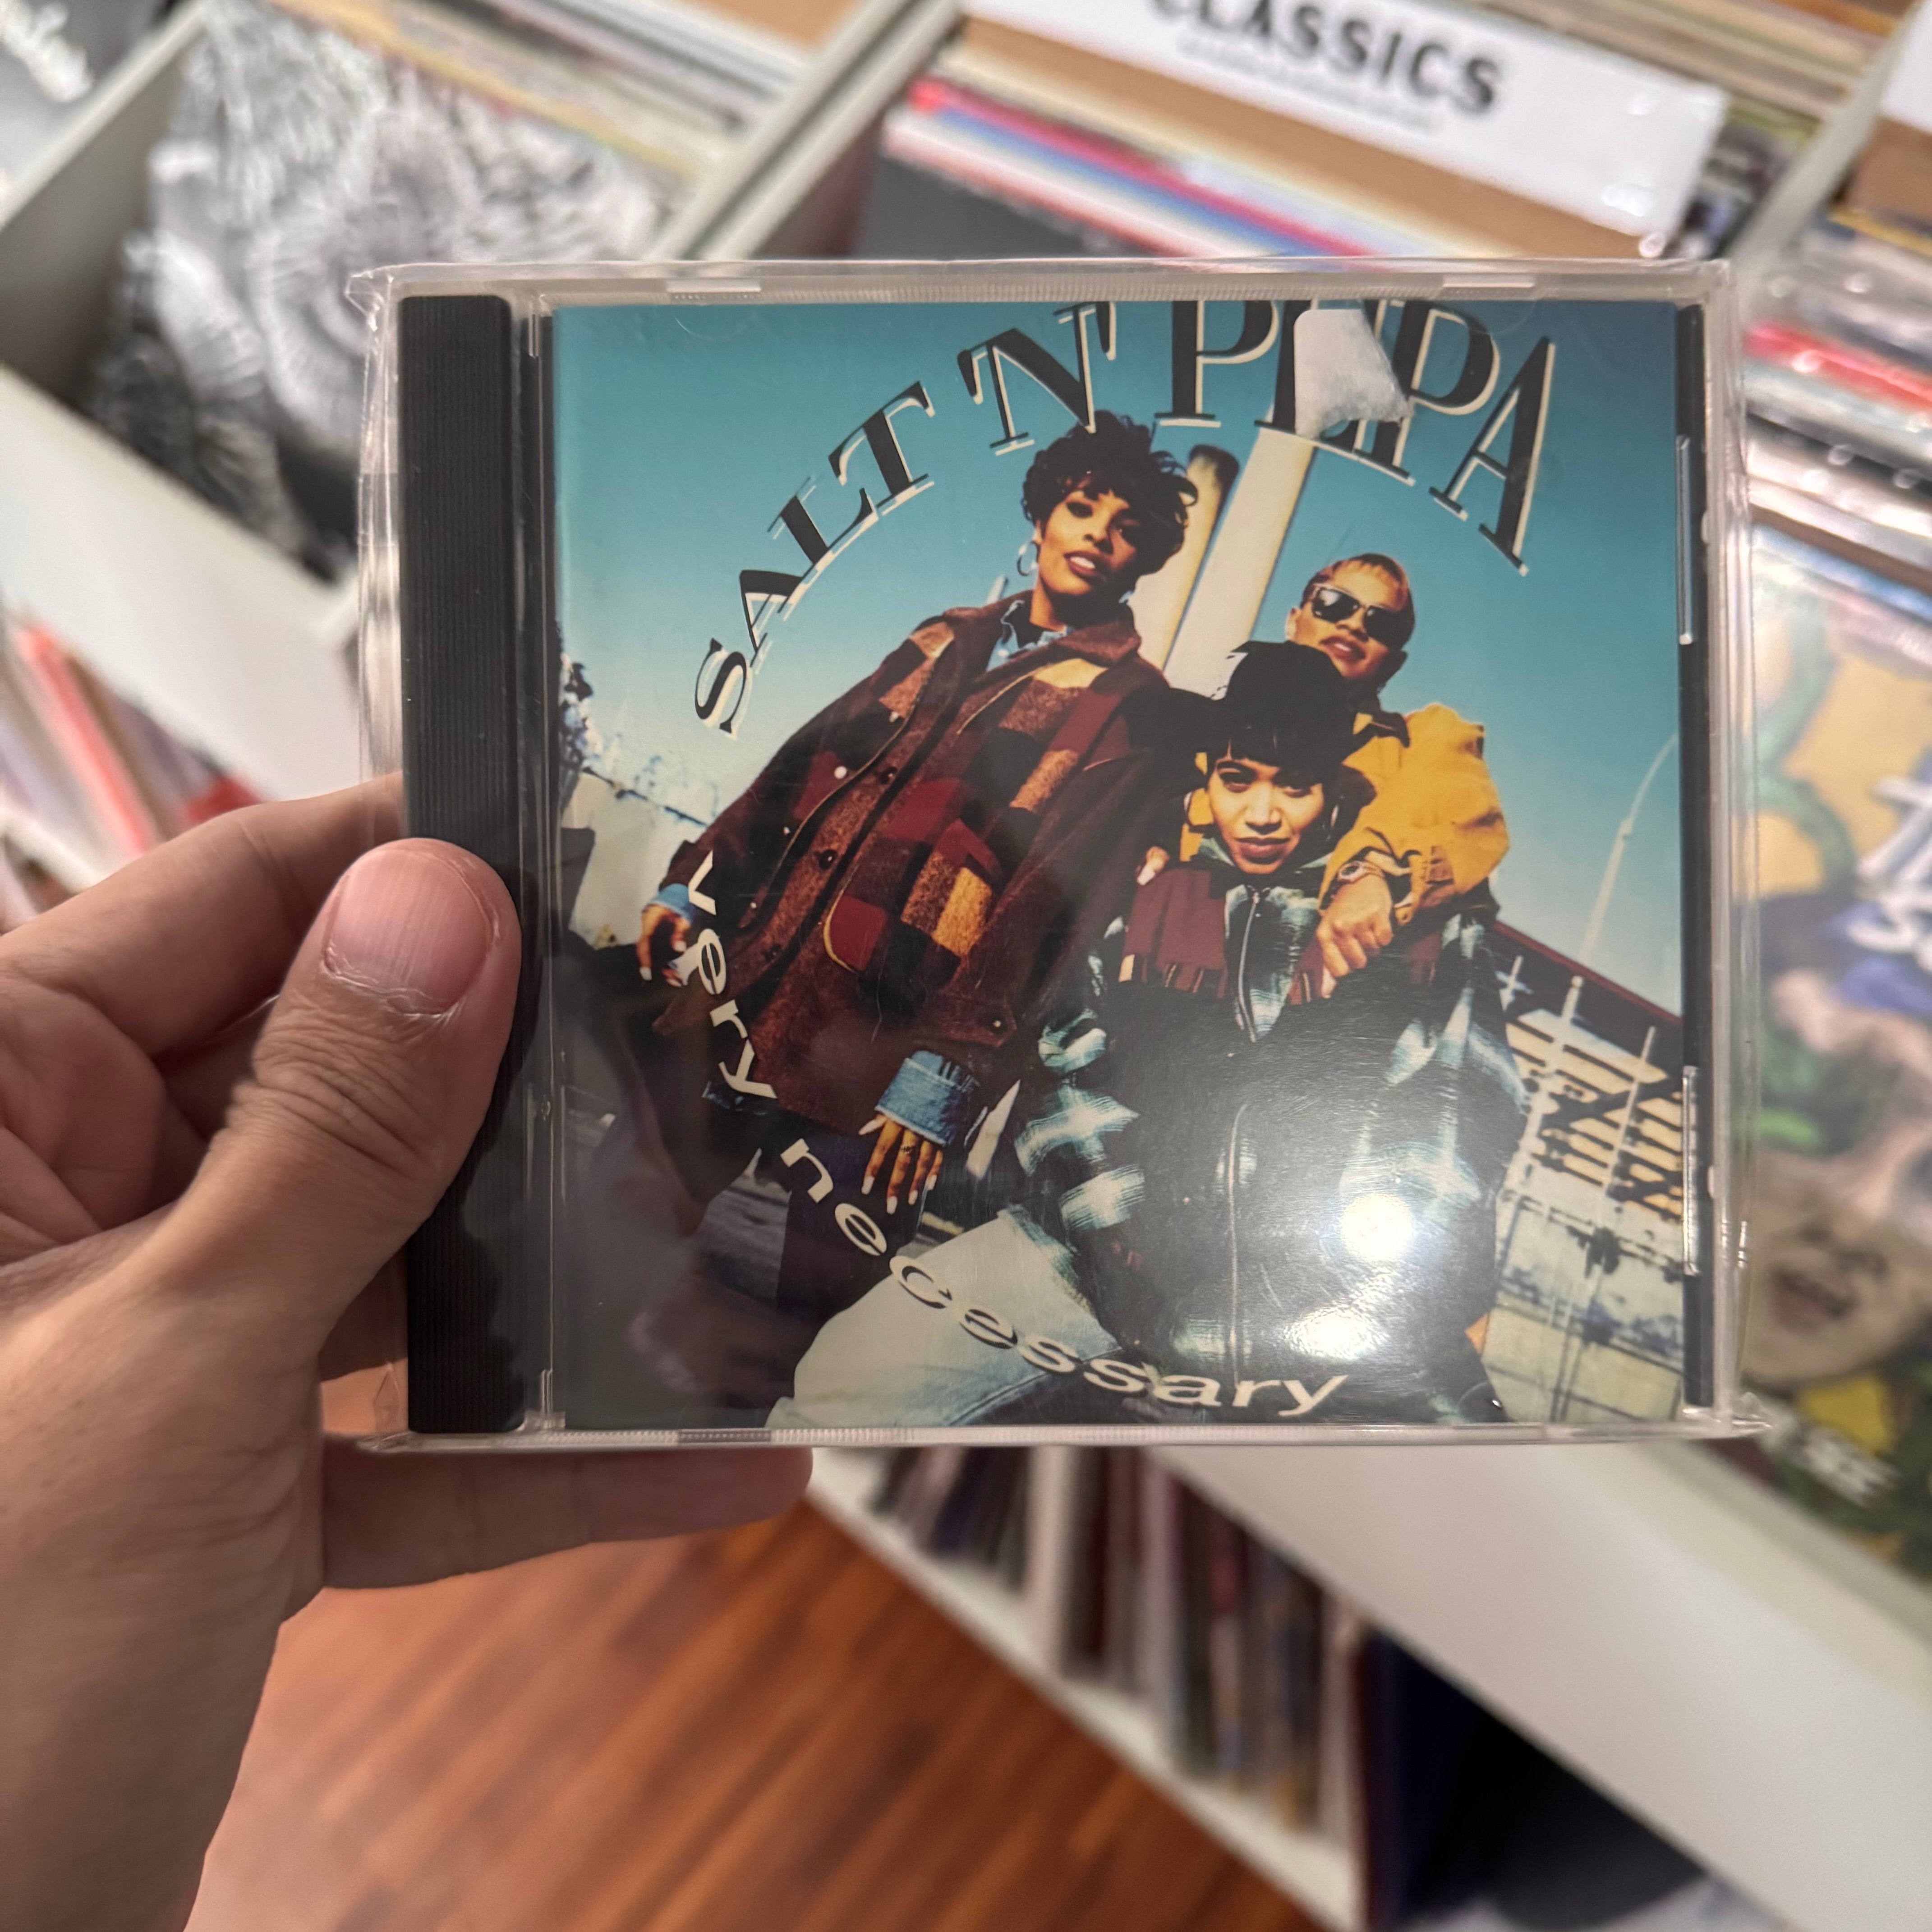 CLASSICS
SALT 'N' PEPA
Very necessary